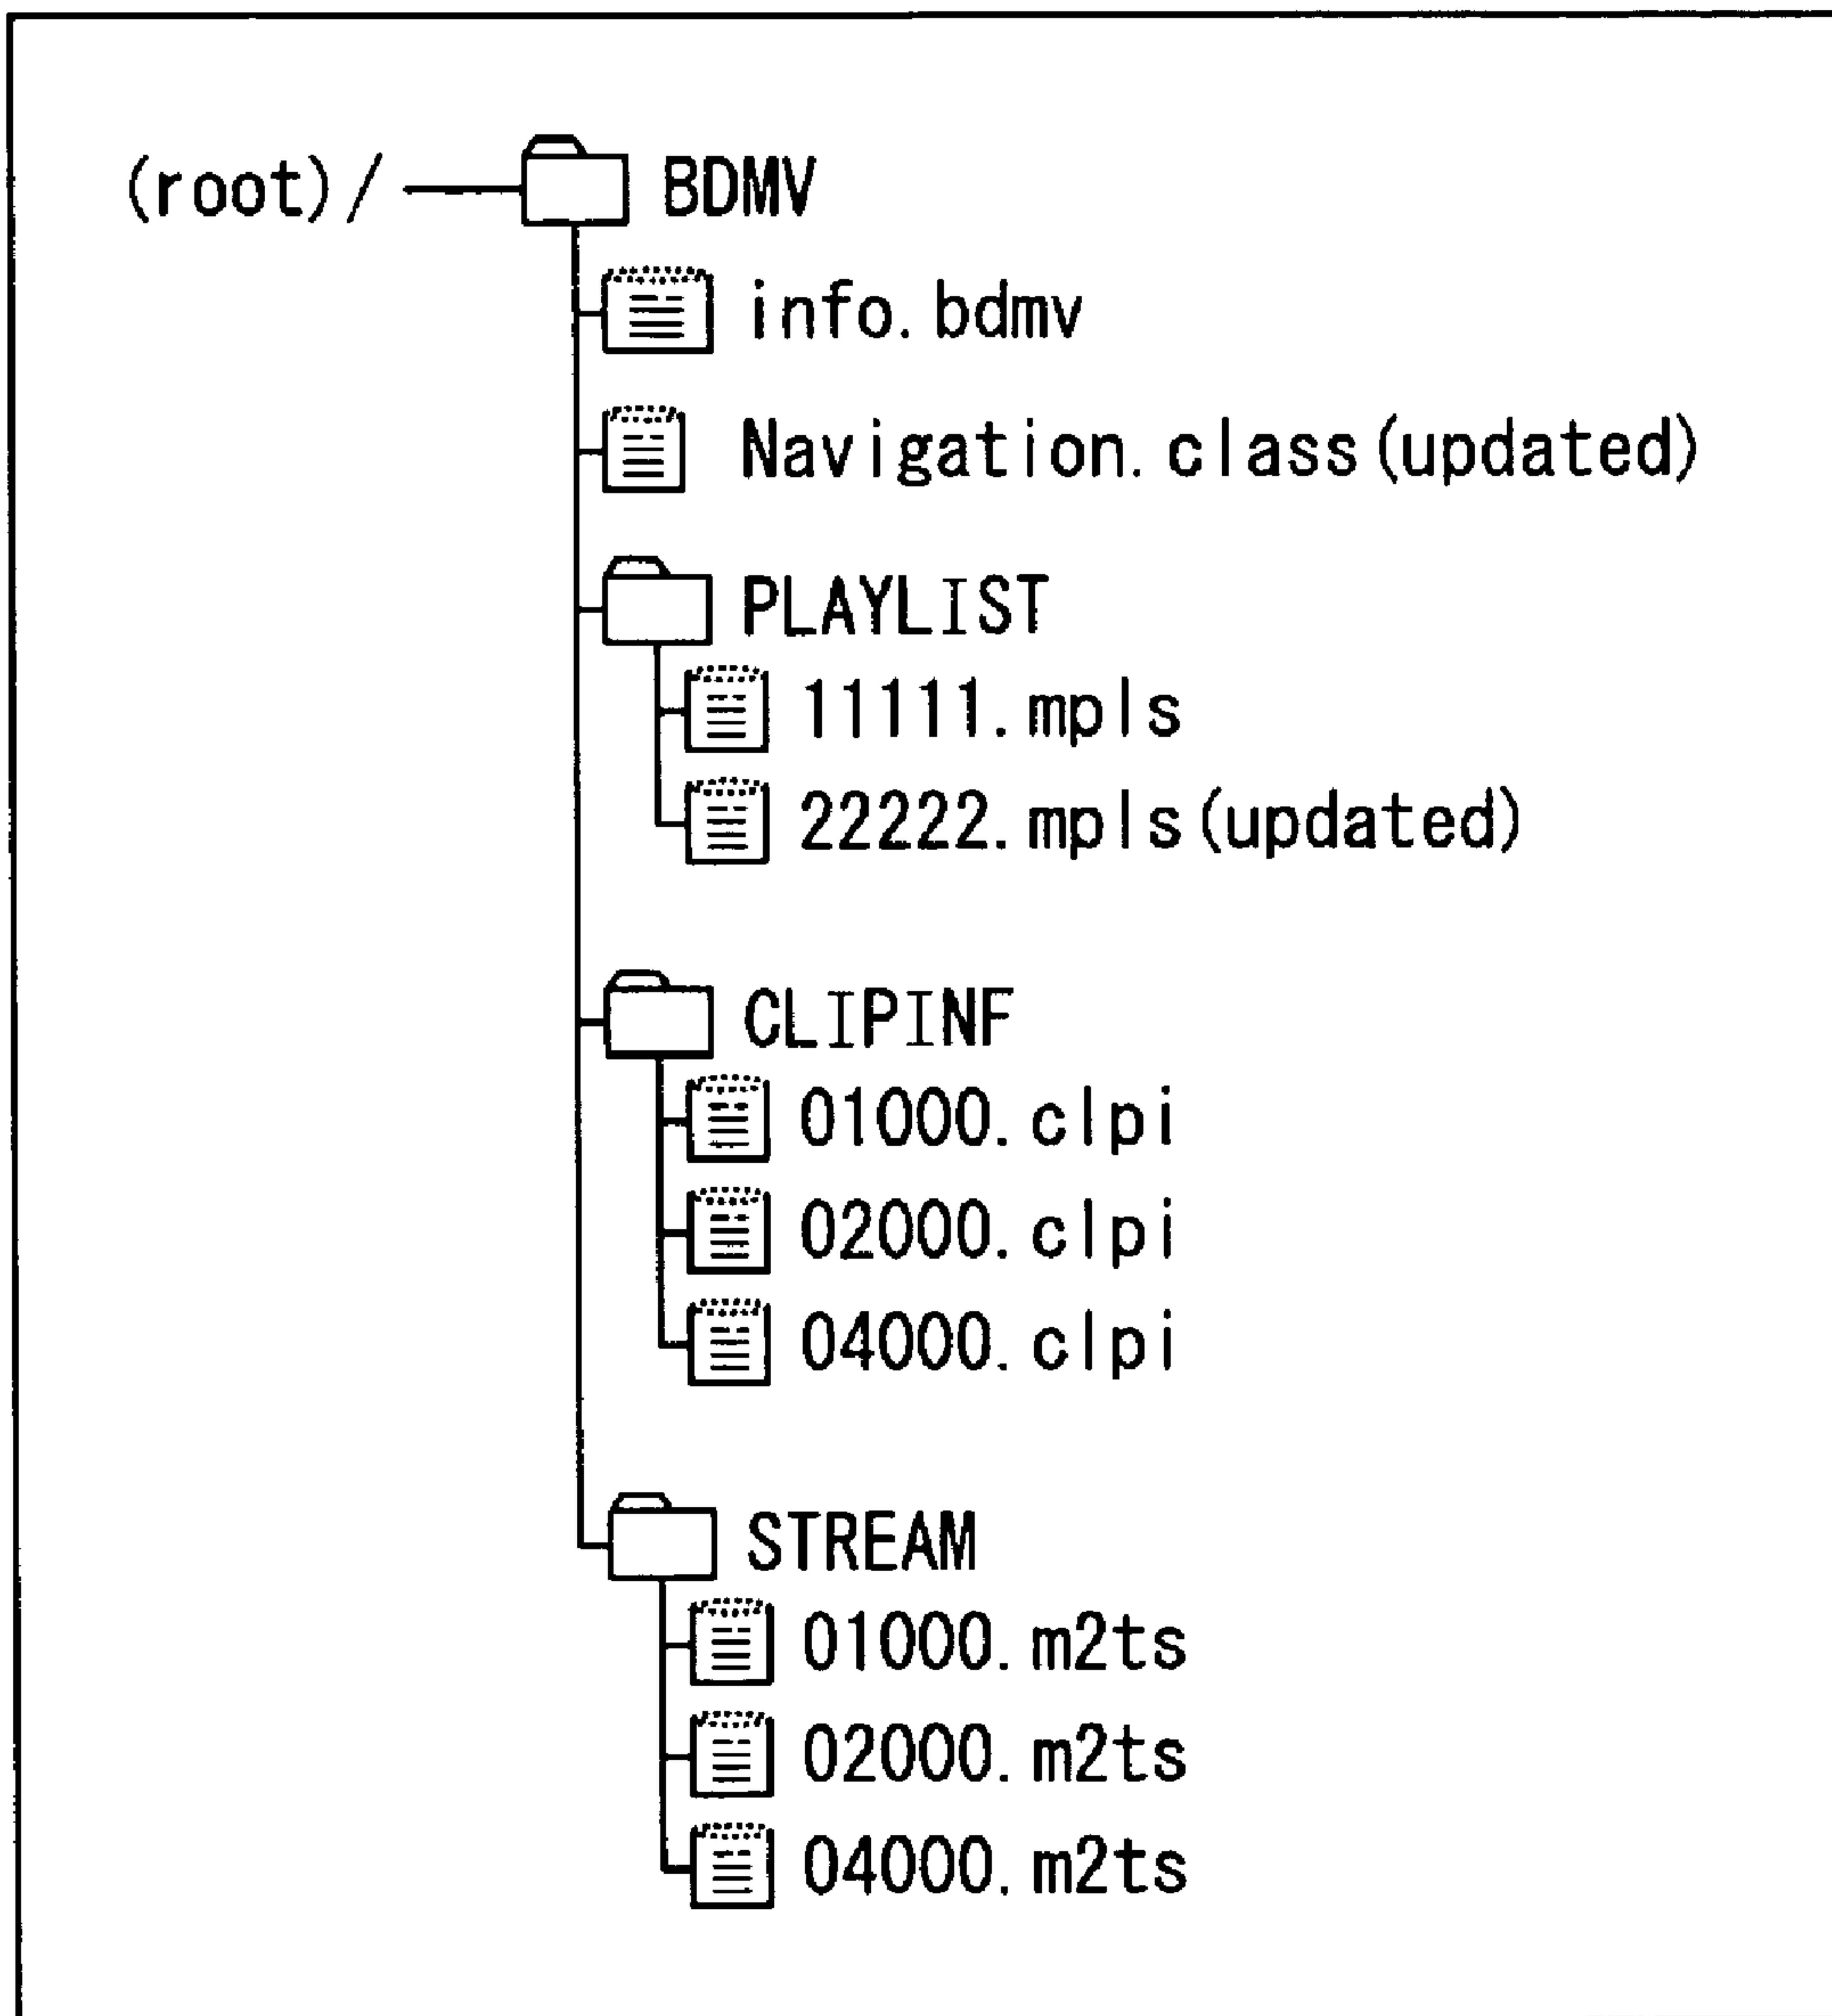 (root)/ BDMV
info.bdmv
Navigation.class(updated)
PLAYLIST
11111.mpls
22222.mpls(updated)
CLIPINF
01000.clpi
02000.clpi
04000.clpi
STREAM
01000.m2ts
02000.m2ts
04000.m2ts